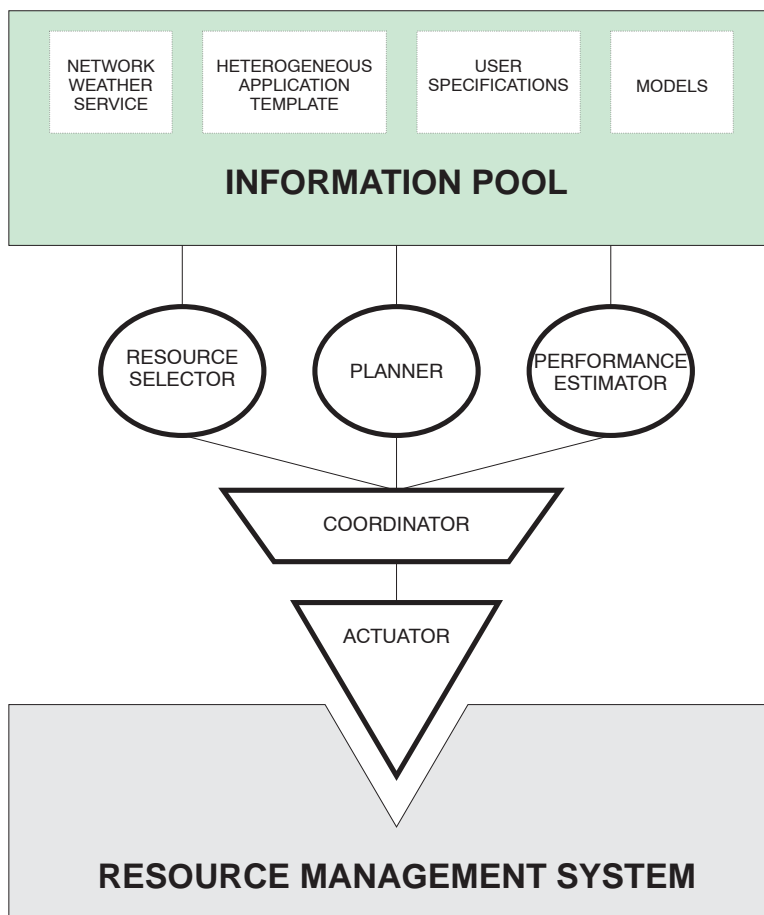 NETWORK
WEATHER
SERVICE
HETEROGENEOUS
APPLICATION
TEMPLATE
USER
SPECIFICATIONS
MODELS
INFORMATION POOL
RESOURCE
SELECTOR
PLANNER
PERFORMANCE
ESTIMATOR
COORDINATOR
ACTUATOR
RESOURCE MANAGEMENT SYSTEM